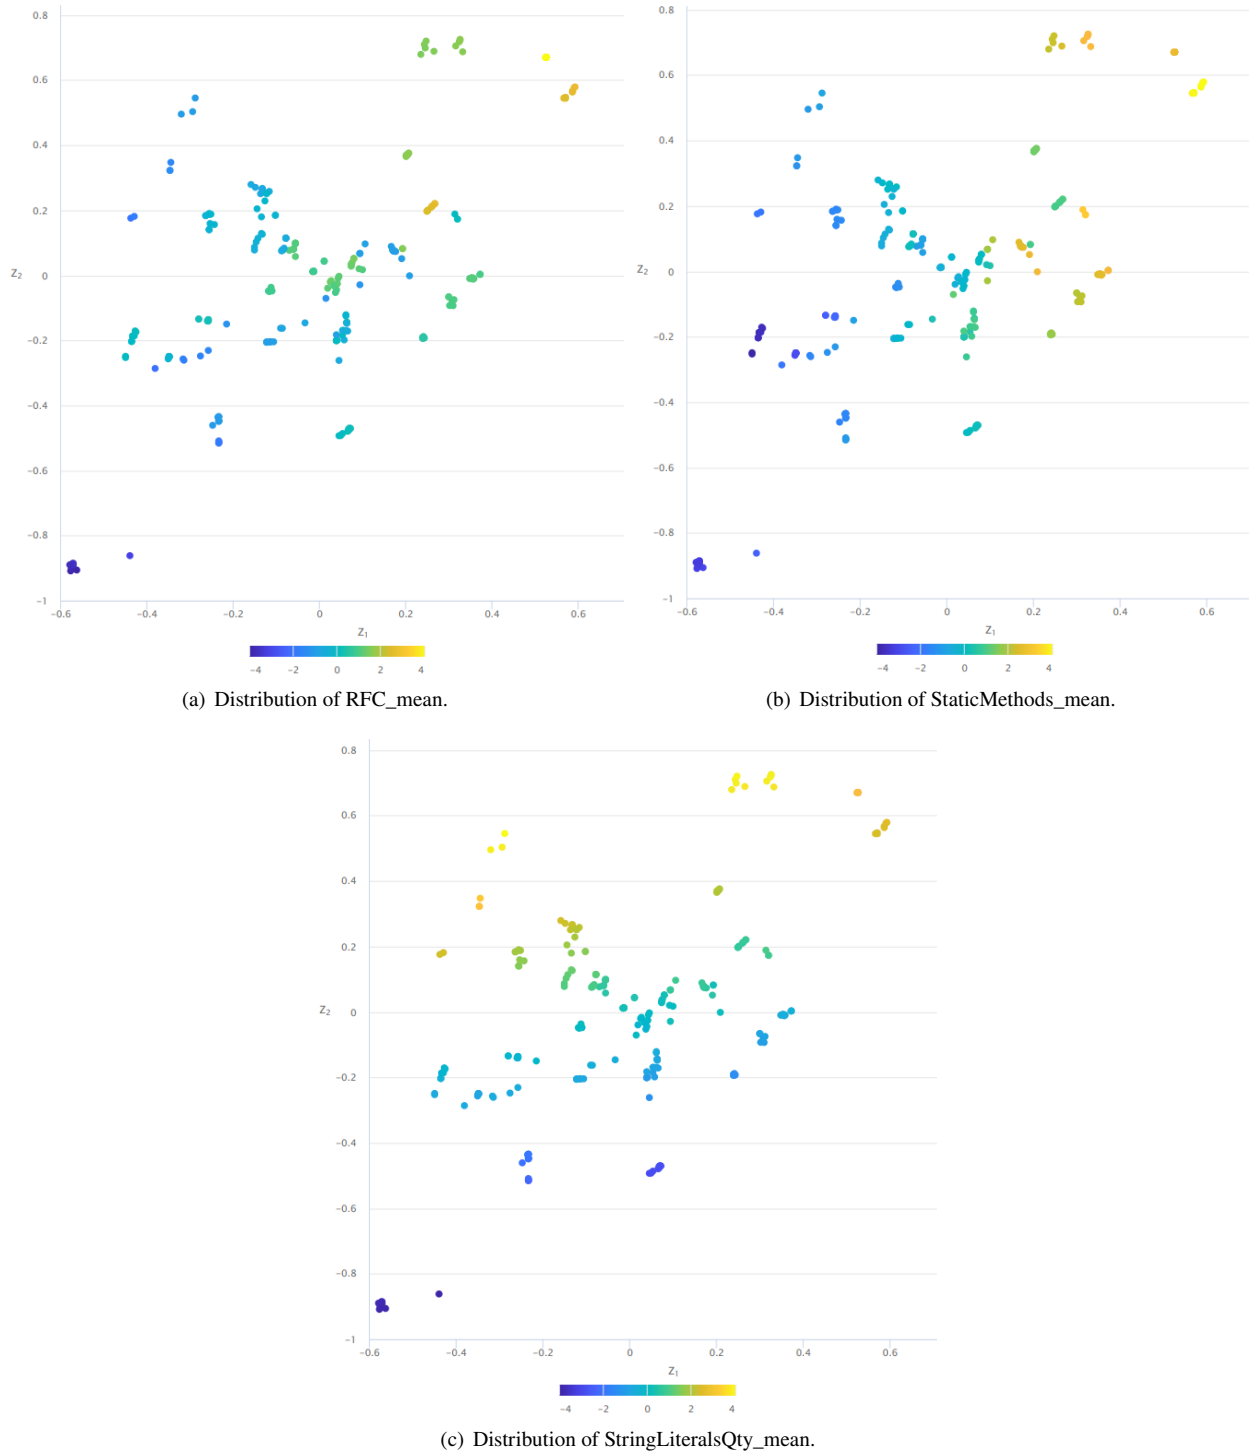 0.8
0.6
0.4
0.2
0
-0.2
-0.4
-0.6
-0.8
-1
Z2
-0.6 -0.4 -0.2 0 0.2 0.4 0.6
Z1
-4 -2 0 2 4
(a) Distribution of RFC_mean.
0.8
0.6
0.4
0.2
0
-0.2
-0.4
-0.6
-0.8
-1
Z2
-0.6 -0.4 -0.2 0 0.2 0.4 0.6
Z1
-4 -2 0 2 4
(b) Distribution of StaticMethods_mean.
0.8
0.6
0.4
0.2
0
-0.2
-0.4
-0.6
-0.8
-1
Z2
-0.6 -0.4 -0.2 0 0.2 0.4 0.6
Z1
-4 -2 0 2 4
(c) Distribution of StringLiteralsQty_mean.